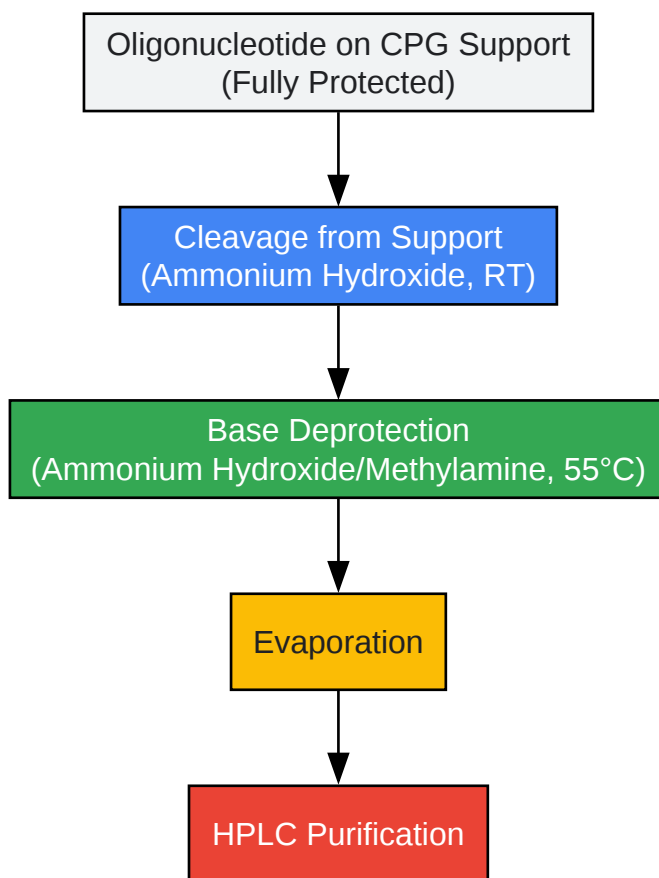 Oligonucleotide on CPG Support
(Fully Protected)
Cleavage from Support
(Ammonium Hydroxide, RT)
Base Deprotection
(Ammonium Hydroxide/Methylamine, 55°C)
Evaporation
HPLC Purification